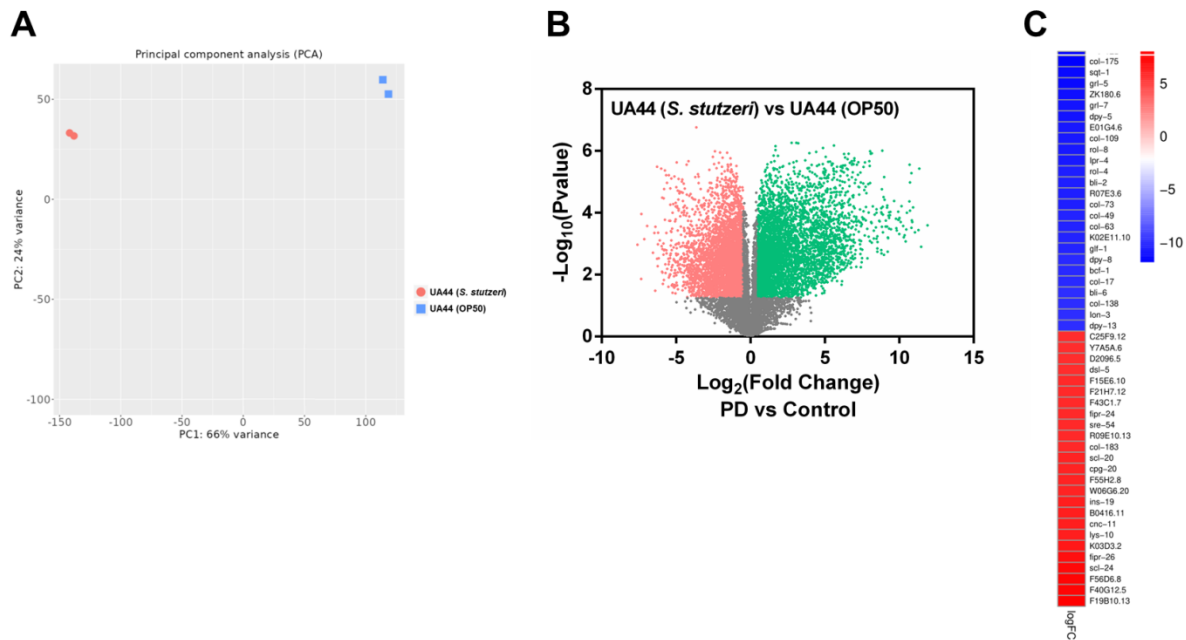 A
Principal component analysis (PCA)
50
0
-50
-100
-150
-100
-50
0
50
100
PC2: 24% variance
PC1: 66% variance
UA44 (S. stutzeri)
UA44 (OP50)
B
UA44 (S. stutzeri) vs UA44 (OP50)
8
6
4
2
0
-10
-5
0
5
10
15
-Log10(Pvalue)
Log2(Fold Change)
PD vs Control
C
col-175
sqt-1
grl-5
ZK180.6
grl-7
dpy-5
E01G4.6
col-109
rol-8
lpr-4
rol-4
bli-2
R07E3.6
col-73
col-49
col-63
K02E11.10
glf-1
dpy-8
bcf-1
col-17
bli-6
col-138
lon-3
dpy-13
C25F9.12
Y7A5A.6
D2096.5
dsl-5
F15E6.10
F21H7.12
F43C1.7
fipr-24
sre-54
R09E10.13
col-183
scl-20
cpg-20
F55H2.8
W06G6.20
ins-19
B0416.11
cnc-11
lys-10
K03D3.2
fipr-26
scl-24
F56D6.8
F40G12.5
F19B10.13
logFC
5
0
-5
-10